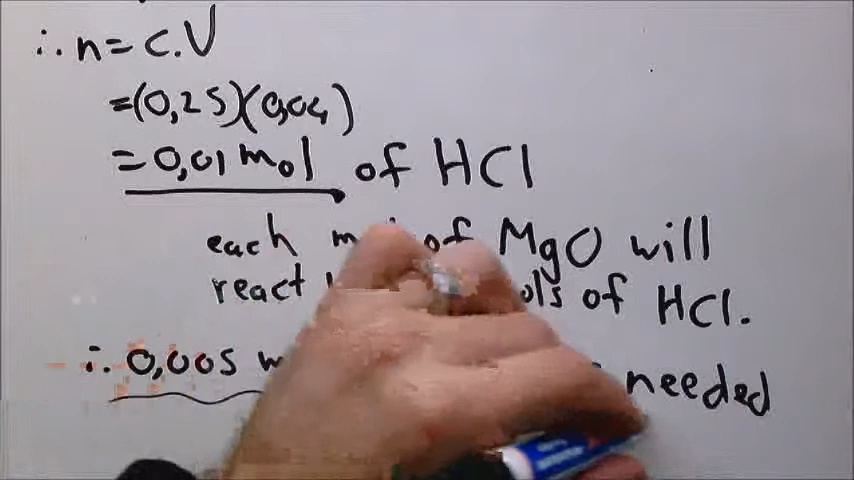 ∴ n = c.V
=(0,25)(0,04)
= 0,01 mol of HCl
each of MgO will
react of HCl.
∴ 0,005 needed